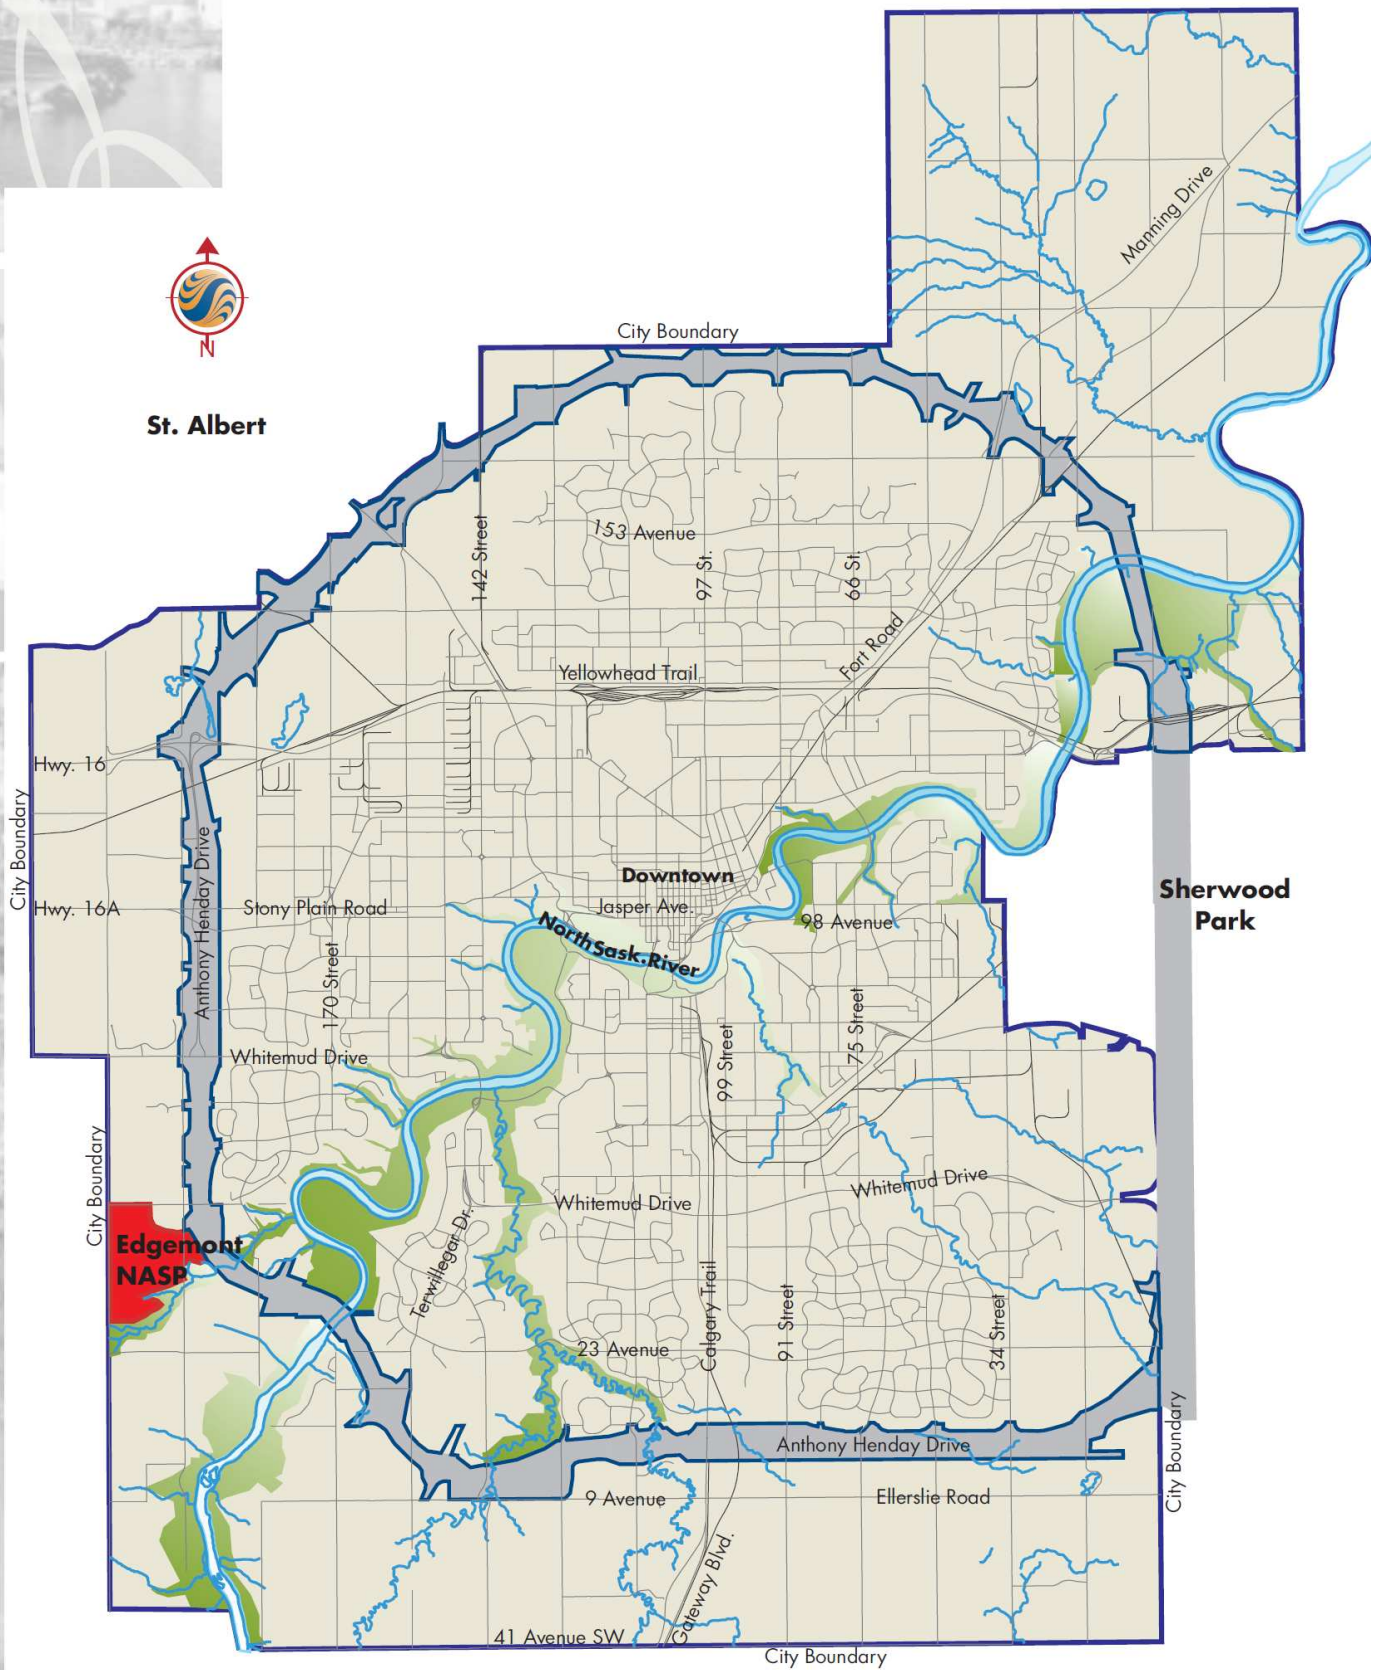 Manning Drive
City Boundary
N
St. Albert
153 Avenue
142 Street
97 St.
66 St.
Fort Road
Yellowhead Trail
Hwy. 16
City Boundary
Anthony Henday Drive
Downtown
Sherwood
Park
Hwy. 16A
Stony Plain Road
Jasper Ave.
98 Avenue
North Sask. River
170 Street
75 Street
99 Street
Whitemud Drive
City Boundary
Whitemud Drive
Whitemud Drive
Edgemont
NASP
Terwillegar Dr.
Calgary Trail
91 Street
34 Street
23 Avenue
City Boundary
Anthony Henday Drive
9 Avenue
Ellerslie Road
Gateway Blvd.
41 Avenue SW
City Boundary